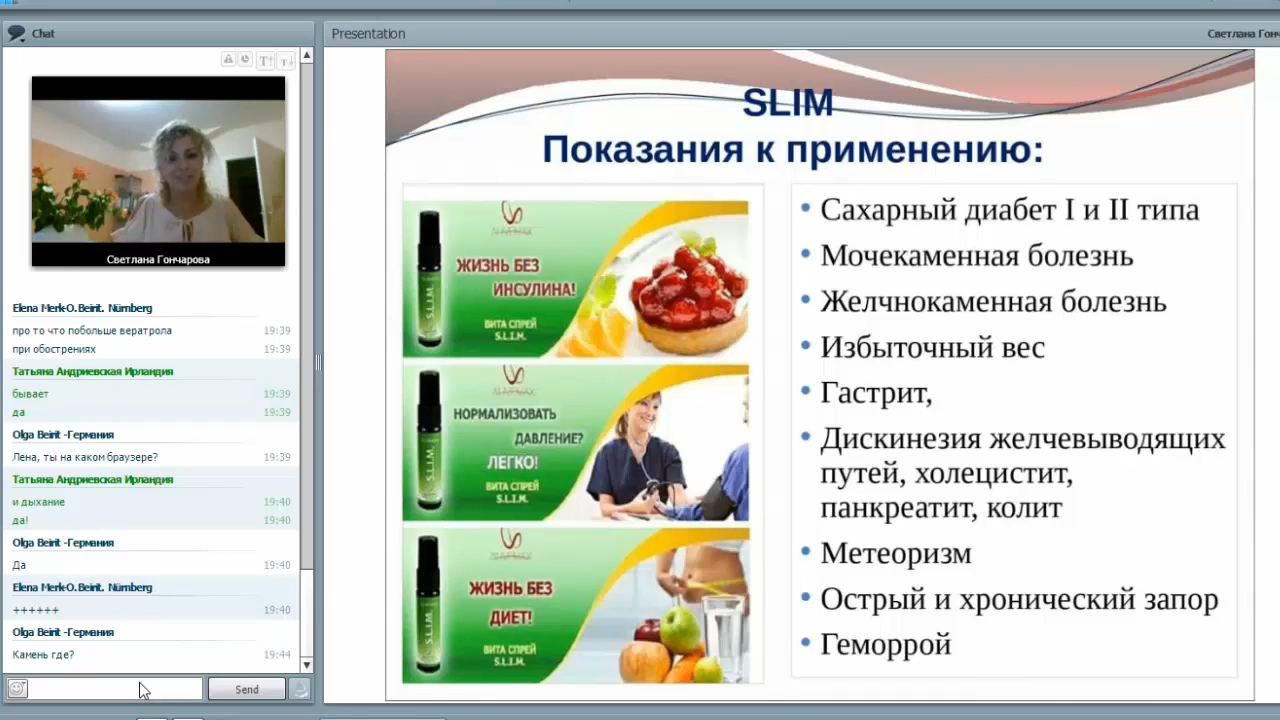 Chat
Presentation
Светлана Гонч
Светлана Гончарова
Elena Merk-O.Beirit. Nürnberg
про то что побольше вератрола 19:39
при обострениях 19:39
Татьяна Андриевская Ирландия
бывает 19:39
да 19:39
Olga Beirit -Германия
Лена, ты на каком браузере? 19:39
Татьяна Андриевская Ирландия
и дыхание 19:40
да! 19:40
Olga Beirit -Германия
Да 19:40
Elena Merk-O.Beirit. Nürnberg
++++++ 19:40
Olga Beirit -Германия
Камень где? 19:44
Send
SLIM
Показания к применению:
ЖИЗНЬ БЕЗ
ИНСУЛИНА!
ВИТА СПРЕЙ
S.L.I.M.
S.L.I.M.
НОРМАЛИЗОВАТЬ
ДАВЛЕНИЕ?
ЛЕГКО!
ВИТА СПРЕЙ
S.L.I.M.
S.L.I.M.
ЖИЗНЬ БЕЗ
ДИЕТ!
ВИТА СПРЕЙ
S.L.I.M.
S.L.I.M.
• Сахарный диабет I и II типа
• Мочекаменная болезнь
• Желчнокаменная болезнь
• Избыточный вес
• Гастрит,
• Дискинезия желчевыводящих
путей, холецистит,
панкреатит, колит
• Метеоризм
• Острый и хронический запор
• Геморрой